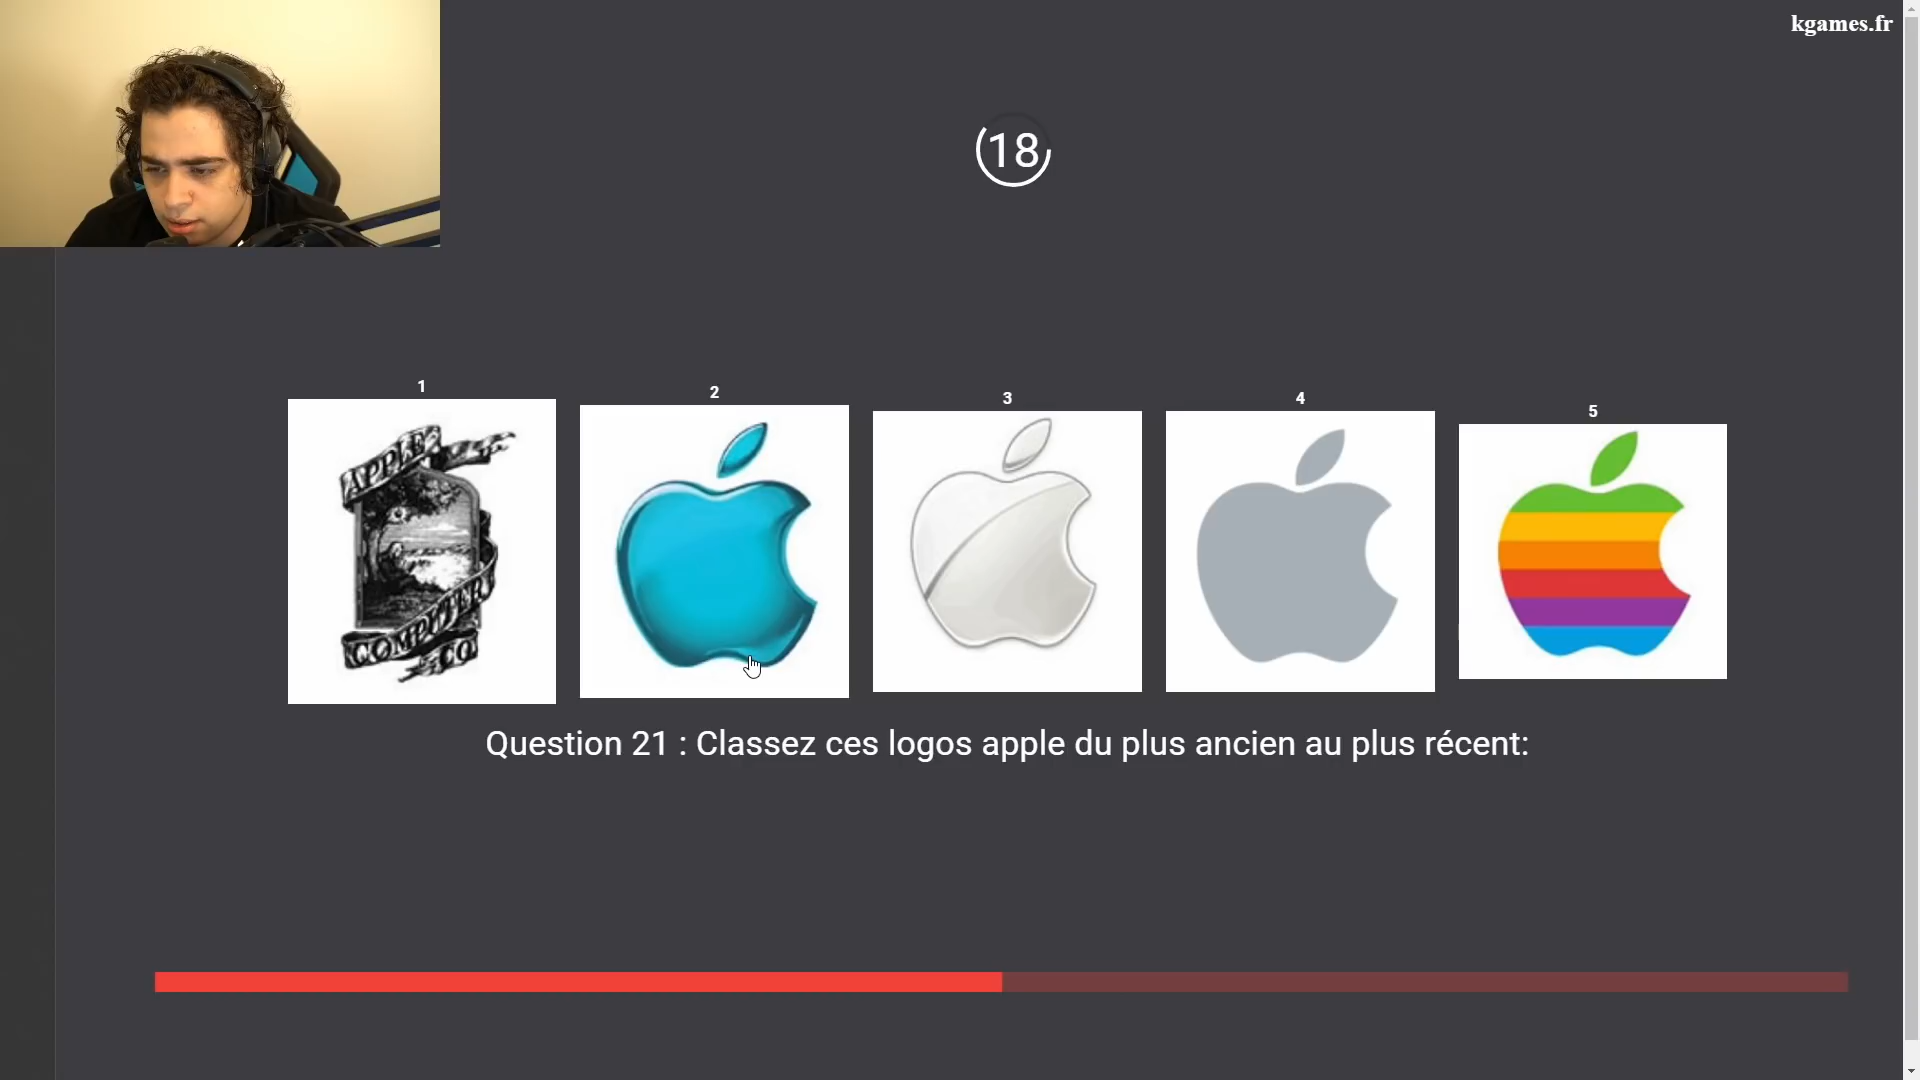 kgames.fr
18
1
2
3
4
5
APPLE
COMPUTER
CO
Question 21 : Classez ces logos apple du plus ancien au plus récent: